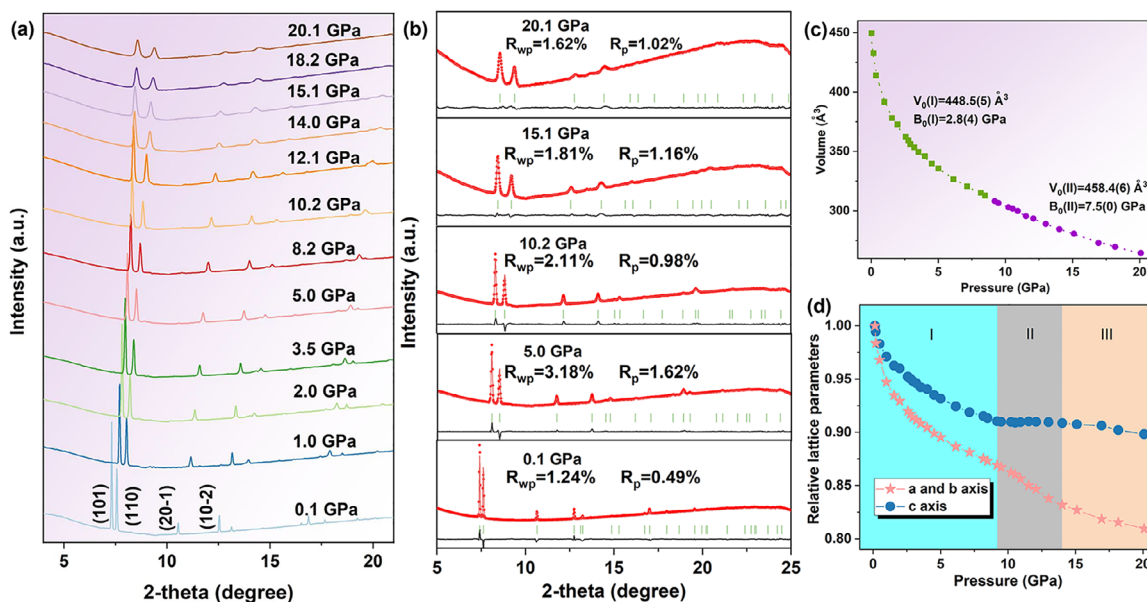 (a)
20.1 GPa
18.2 GPa
15.1 GPa
14.0 GPa
12.1 GPa
10.2 GPa
8.2 GPa
5.0 GPa
3.5 GPa
2.0 GPa
1.0 GPa
0.1 GPa
(101)
(110)
(20-1)
(10-2)
Intensity (a.u.)
5 10 15 20
2-theta (degree)
(b)
20.1 GPa
Rwp=1.62% Rp=1.02%
15.1 GPa
Rwp=1.81% Rp=1.16%
10.2 GPa
Rwp=2.11% Rp=0.98%
5.0 GPa
Rwp=3.18% Rp=1.62%
0.1 GPa
Rwp=1.24% Rp=0.49%
Intensity (a.u.)
5 10 15 20 25
2-theta (degree)
(c)
450
400
350
300
Volume (Å³)
V₀(I)=448.5(5) Å³
B₀(I)=2.8(4) GPa
V₀(II)=458.4(6) Å³
B₀(II)=7.5(0) GPa
0 5 10 15 20
Pressure (GPa)
(d)
1.00
0.95
0.90
0.85
0.80
Relative lattice parameters
I II III
a and b axis
c axis
0 5 10 15 20
Pressure (GPa)